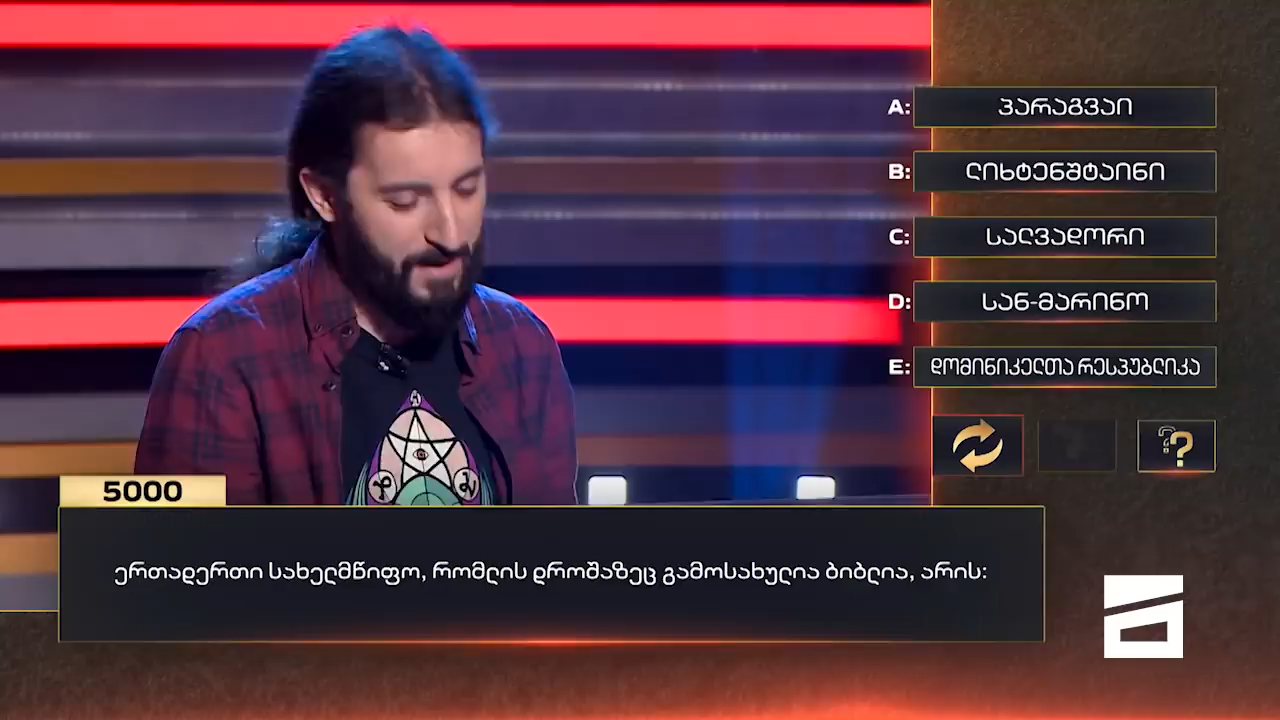 A: პარაგვაი
B: ლიხტენშტაინი
C: სალვადორი
D: სან-მარინო
E: დომინიკელთა რესპუბლიკა
5000
ერთადერთი სახელმწიფო, რომლის დროშაზეც გამოსახულია ბიბლია, არის: